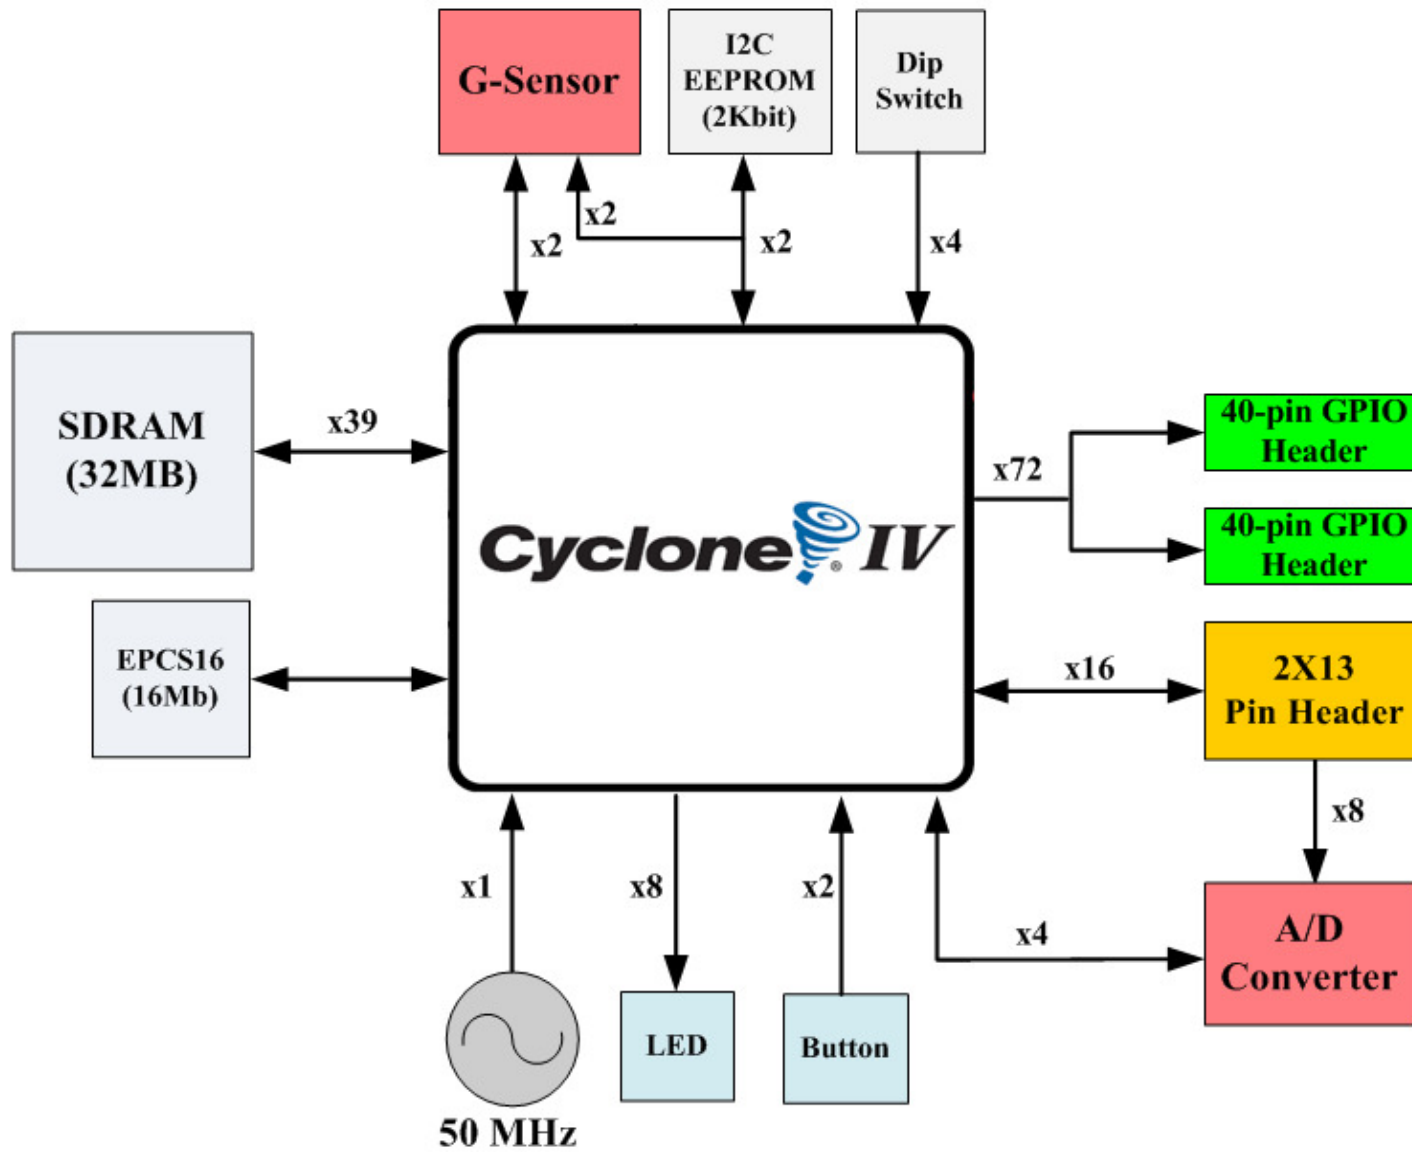 G-Sensor
I2C
EEPROM
(2Kbit)
Dip
Switch
x2
x2
x2
x4
SDRAM
(32MB)
x39
EPCS16
(16Mb)
Cyclone® IV
x72
40-pin GPIO
Header
40-pin GPIO
Header
x16
2X13
Pin Header
x8
x1
x8
x2
x4
A/D
Converter
LED
Button
50 MHz